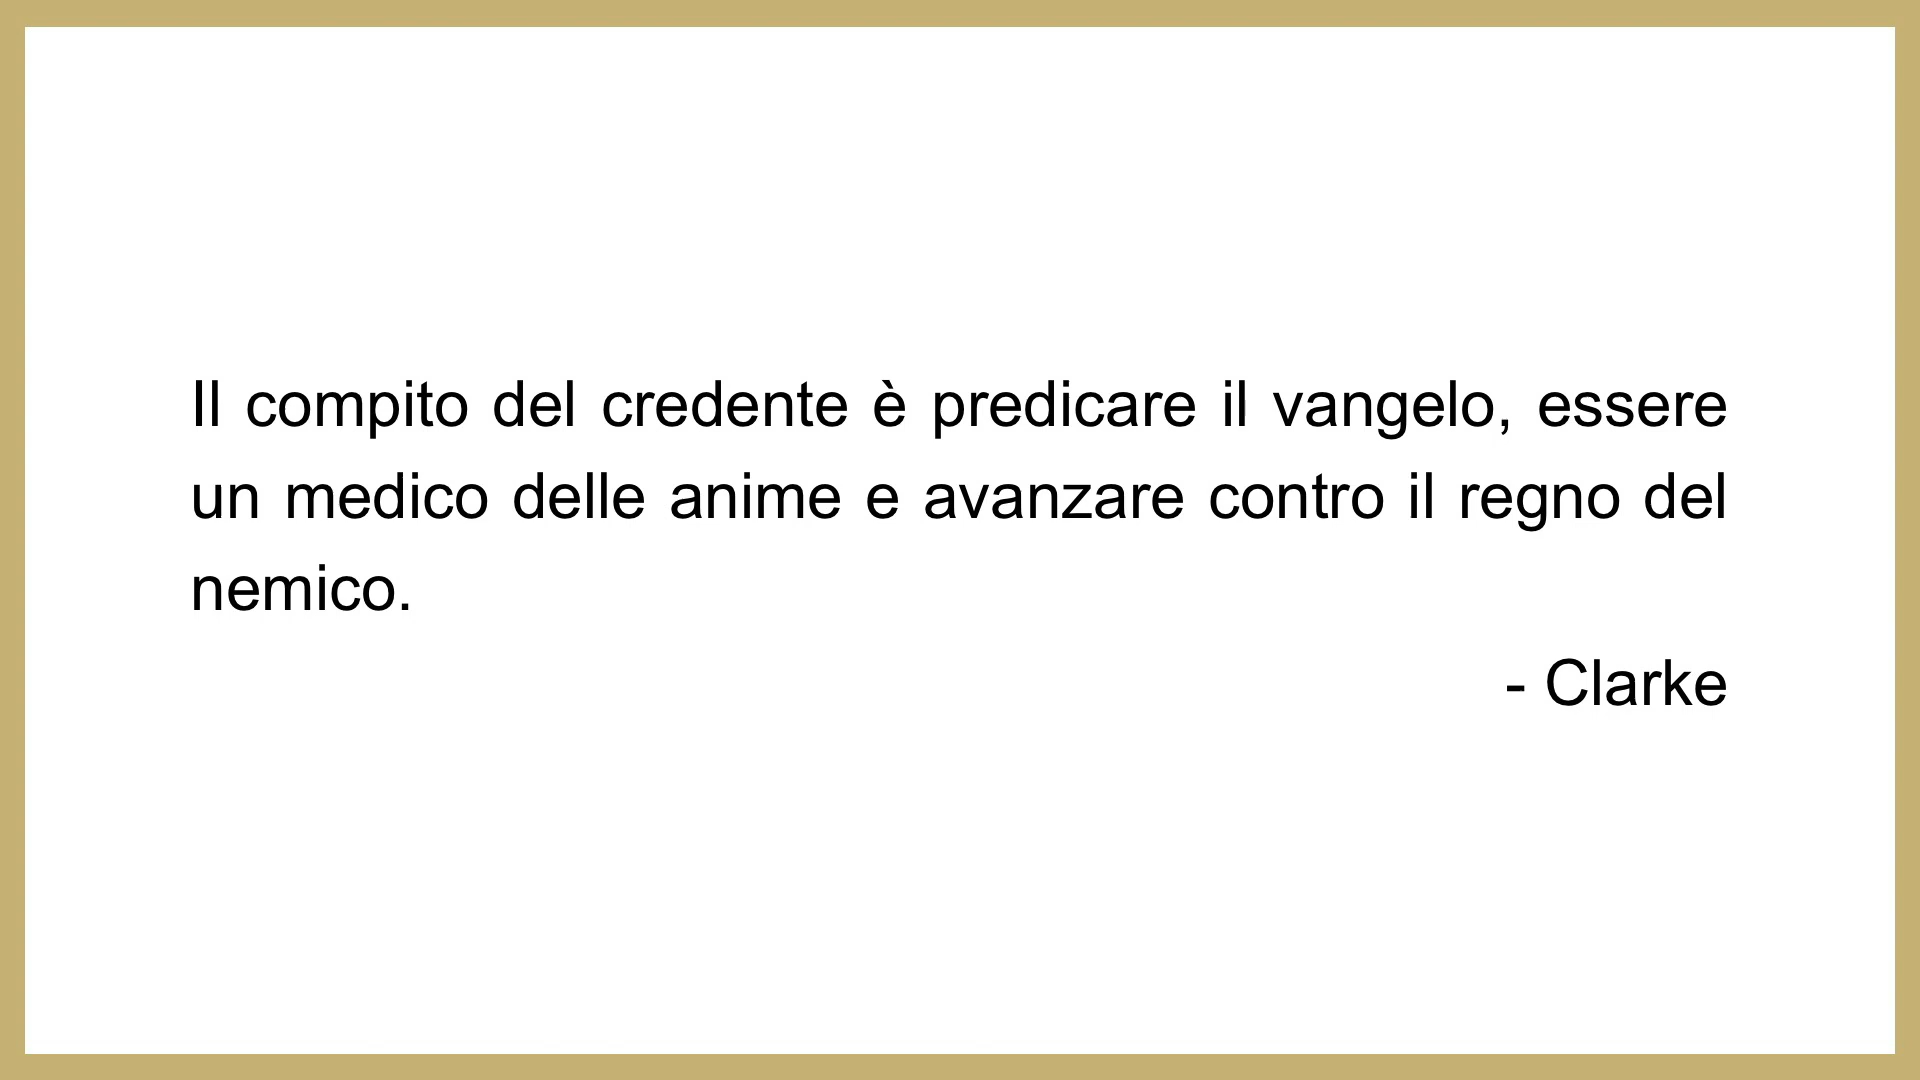 Il compito del credente è predicare il vangelo, essere
un medico delle anime e avanzare contro il regno del
nemico.
- Clarke